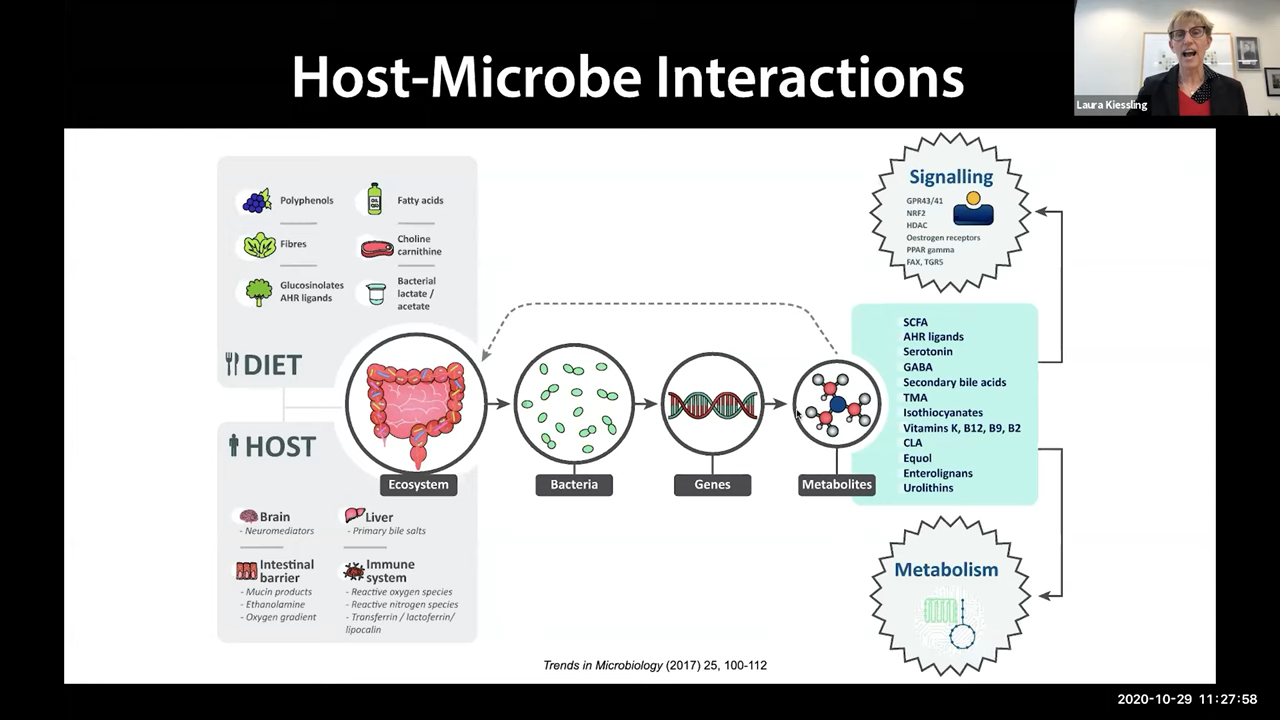 Host-Microbe Interactions
Laura Kiessling
Polyphenols
Fatty acids
Fibres
Choline
carnithine
Glucosinolates
AHR ligands
Bacterial
lactate /
acetate
DIET
HOST
Ecosystem
Bacteria
Genes
Metabolites
Brain
- Neuromediators
Liver
- Primary bile salts
Intestinal
barrier
- Mucin products
- Ethanolamine
- Oxygen gradient
Immune
system
- Reactive oxygen species
- Reactive nitrogen species
- Transferrin / lactoferrin/
lipocalin
Signalling
GPR43/41
NRF2
HDAC
Oestrogen receptors
PPAR gamma
FAX, TGR5
SCFA
AHR ligands
Serotonin
GABA
Secondary bile acids
TMA
Isothiocyanates
Vitamins K, B12, B9, B2
CLA
Equol
Enterolignans
Urolithins
Metabolism
Trends in Microbiology (2017) 25, 100-112
2020-10-29 11:27:58